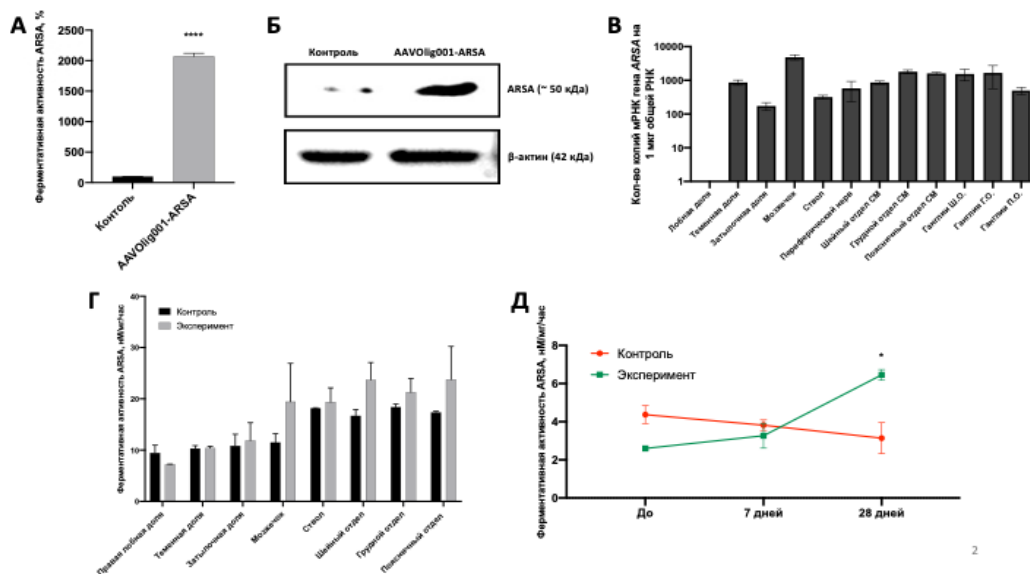 А
Ферментативная активность ARSA, %
2500
2000
1500
1000
500
0
****
Контоль
AAVOlig001-ARSA
Б
Контроль
AAVOlig001-ARSA
ARSA (~ 50 кДа)
β-актин (42 кДа)
В
Кол-во копий мРНК гена ARSA на
1 мкг общей РНК
10000
1000
100
10
1
Лобная доля
Теменная доля
Затылочная доля
Мозжечок
Ствол
Переферический нерв
Шейный отдел СМ
Грудной отдел СМ
Поясничный отдел СМ
Ганглии Ш.О.
Ганглии Г.О.
Ганглии П.О.
Г
Ферментативная активность ARSA, нМ/мг/час
40
30
20
10
0
Контроль
Эксперимент
Правая лобная доля
Теменная доля
Затылочная доля
Мозжечок
Ствол
Шейный отдел
Грудной отдел
Поясничный отдел
Д
Ферментативная активность ARSA, нМ/мг/час
8
6
4
2
0
Контроль
Эксперимент
*
До
7 дней
28 дней
2